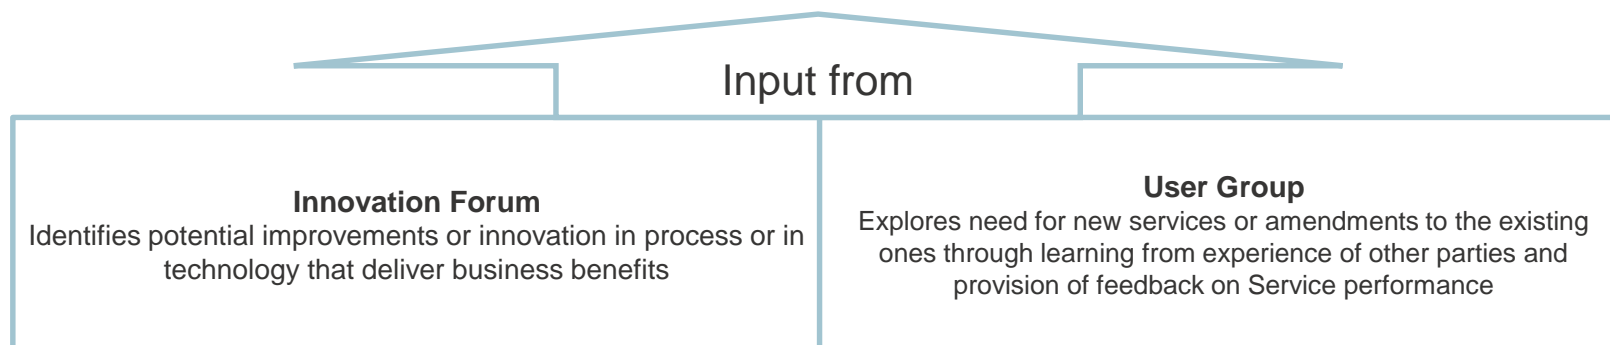 Input from
Innovation Forum
Identifies potential improvements or innovation in process or in
technology that deliver business benefits
User Group
Explores need for new services or amendments to the existing
ones through learning from experience of other parties and
provision of feedback on Service performance